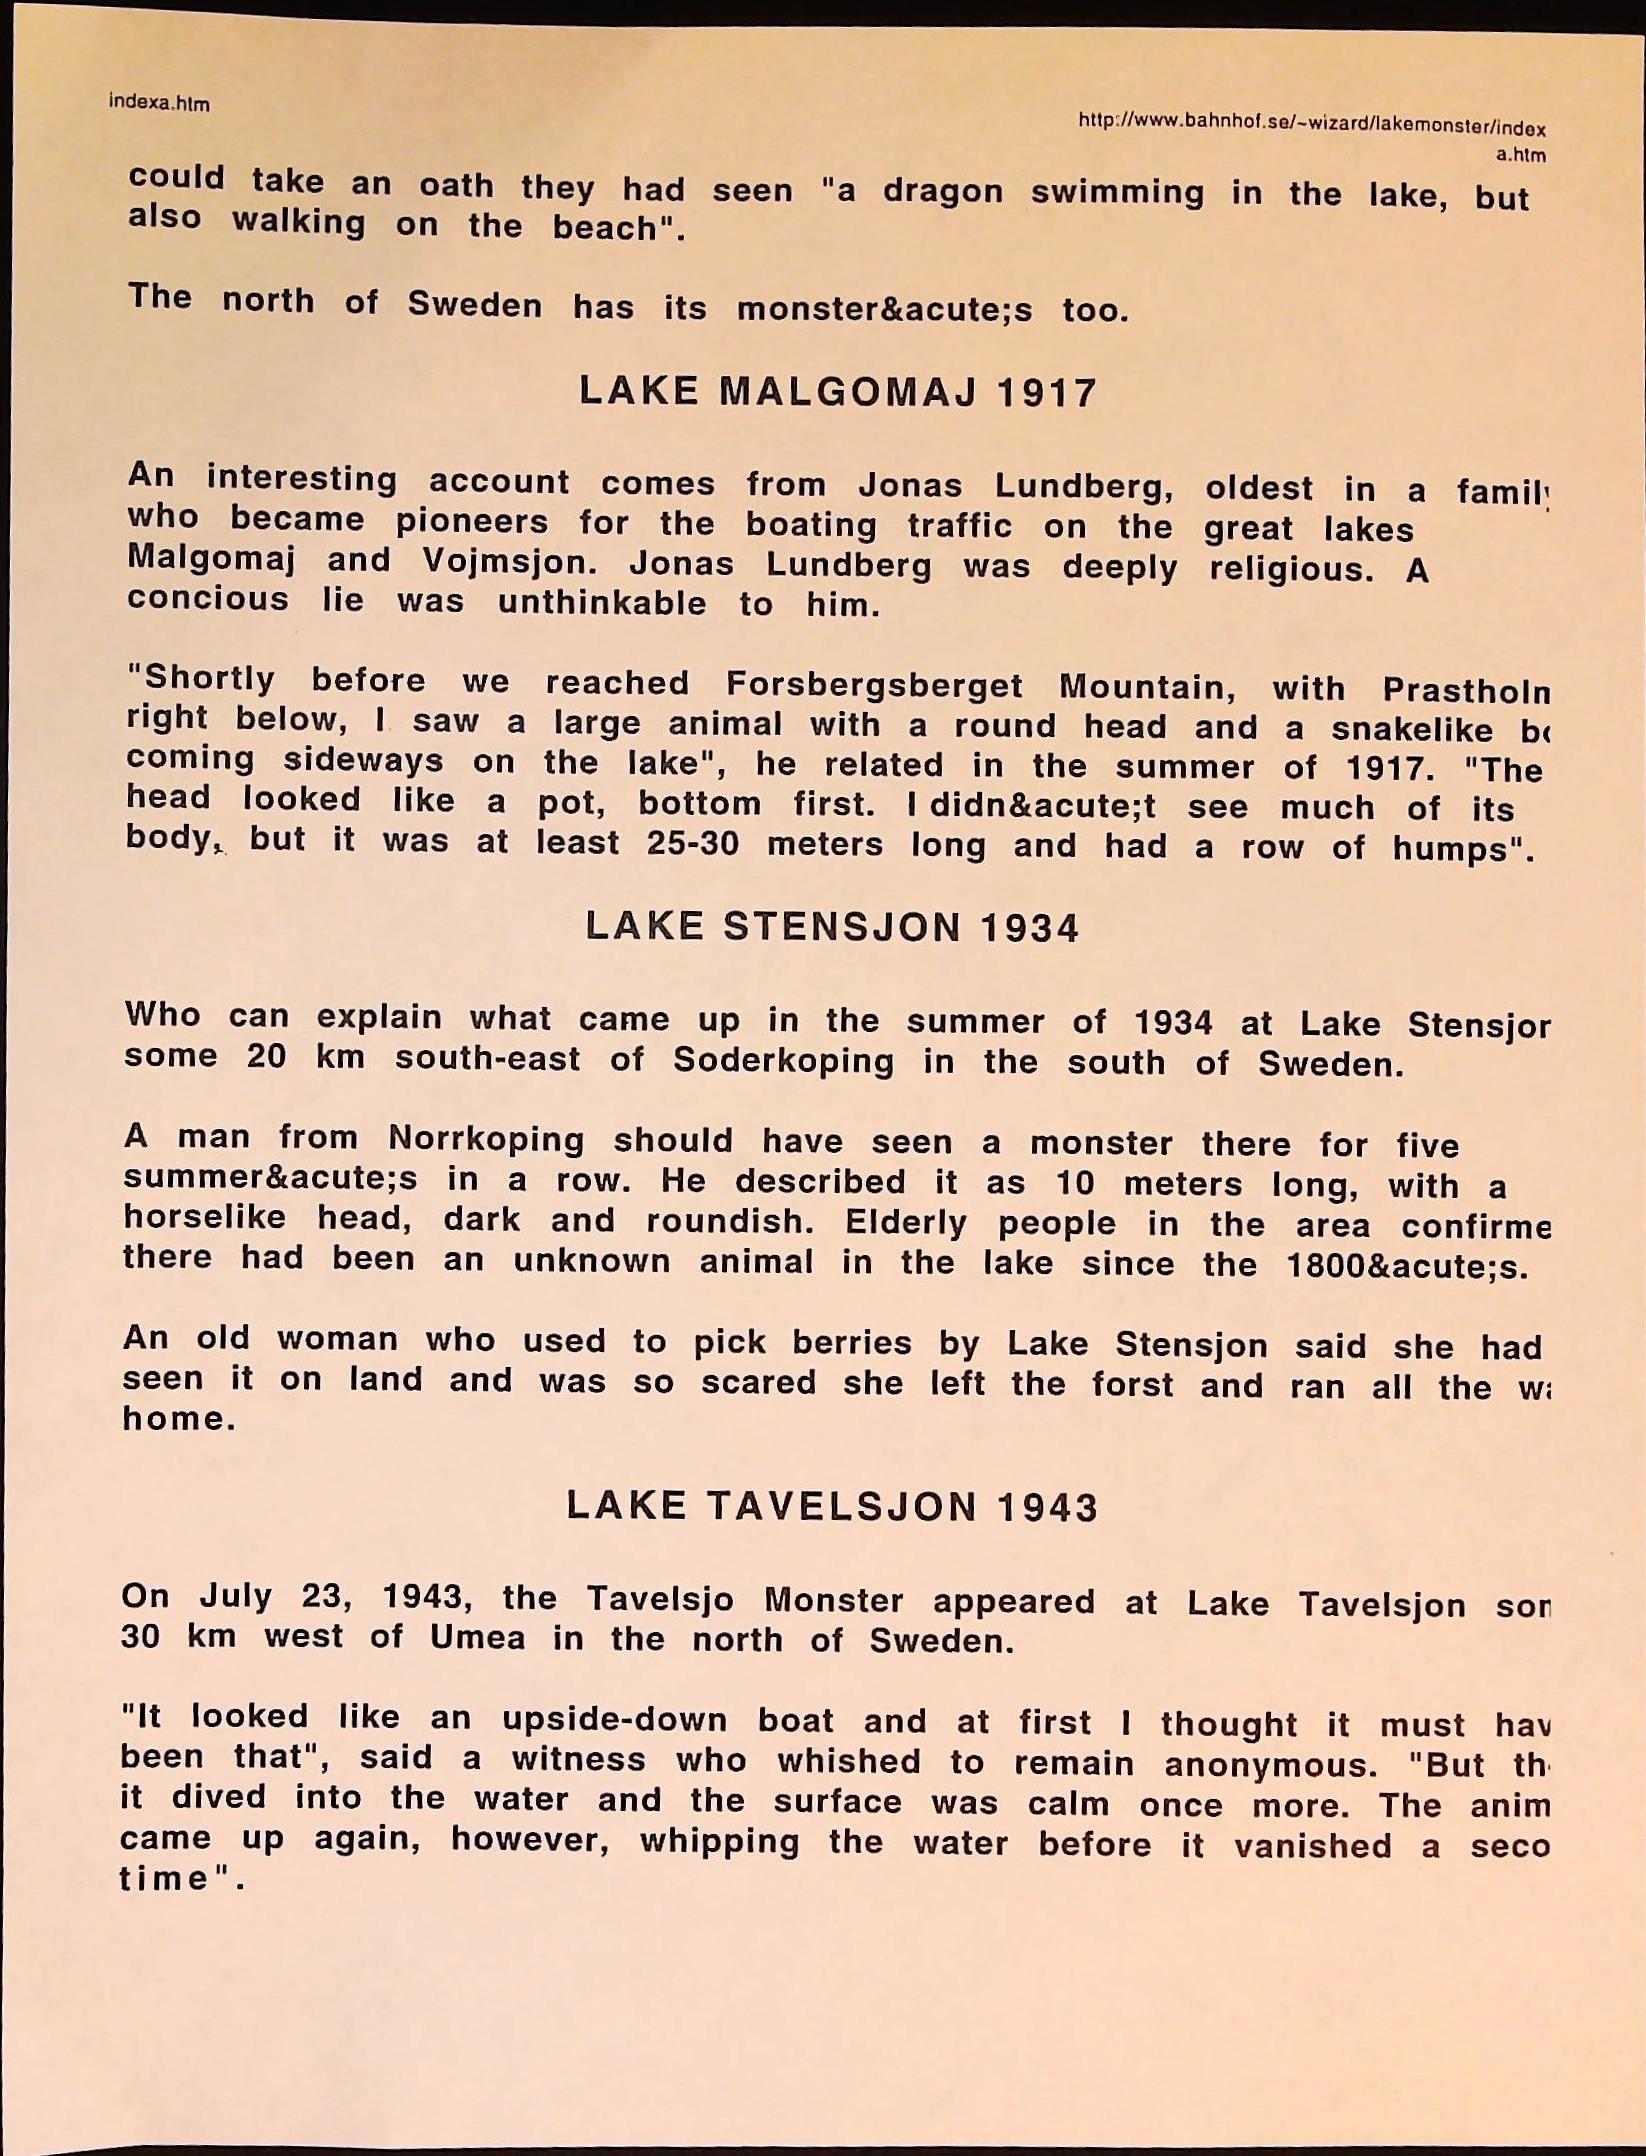 indexa.htm
http://www.bahnhof.se/~wizard/lakemonster/index
a.htm
could take an oath they had seen "a dragon swimming in the lake, but
also walking on the beach".
The north of Sweden has its monster&acute;s too.
LAKE MALGOMAJ 1917
An interesting account comes from Jonas Lundberg, oldest in a famil
who became pioneers for the boating traffic on the great lakes
Malgomaj and Vojmsjon. Jonas Lundberg was deeply religious. A
concious lie was unthinkable to him.
"Shortly before we reached Forsbergsberget Mountain, with Prastholn
right below, I saw a large animal with a round head and a snakelike b
coming sideways on the lake", he related in the summer of 1917. "The
head looked like a pot, bottom first. I didn&acute;t see much of its
body, but it was at least 25-30 meters long and had a row of humps".
LAKE STENSJON 1934
Who can explain what came up in the summer of 1934 at Lake Stensjor
some 20 km south-east of Soderkoping in the south of Sweden.
A man from Norrkoping should have seen a monster there for five
summer&acute;s in a row. He described it as 10 meters long, with a
horselike head, dark and roundish. Elderly people in the area confirme
there had been an unknown animal in the lake since the 1800&acute;s.
An old woman who used to pick berries by Lake Stensjon said she had
seen it on land and was so scared she left the forst and ran all the w
home.
LAKE TAVELSJON 1943
On July 23, 1943, the Tavelsjo Monster appeared at Lake Tavelsjon som
30 km west of Umea in the north of Sweden.
"It looked like an upside-down boat and at first I thought it must hav
been that", said a witness who whished to remain anonymous. "But th
it dived into the water and the surface was calm once more. The anim
came up again, however, whipping the water before it vanished a seco
time".